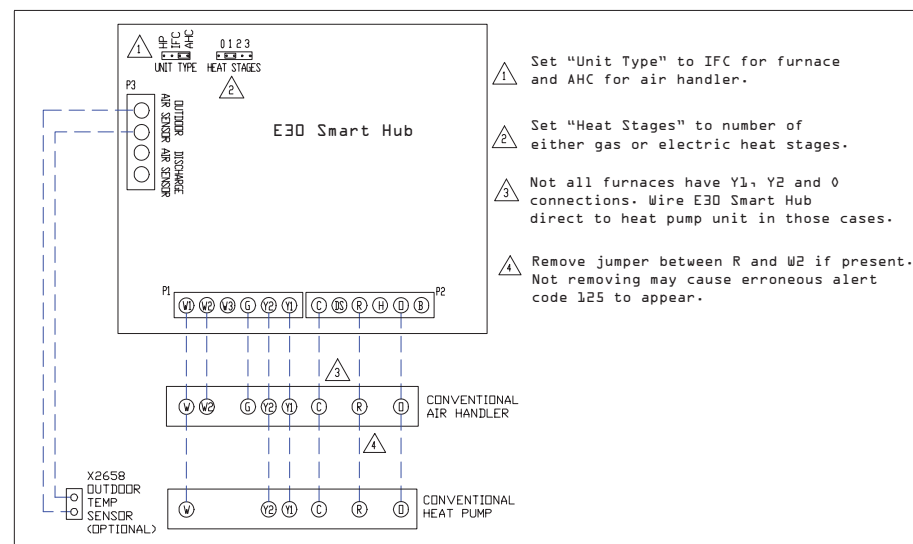 HP
IFC
AHC
0 1 2 3
1
UNIT TYPE
HEAT STAGES
2
P3
OUTDOOR
AIR SENSOR
DISCHARGE
AIR SENSOR
E30 Smart Hub
1 Set "Unit Type" to IFC for furnace
and AHC for air handler.
2 Set "Heat Stages" to number of
either gas or electric heat stages.
3 Not all furnaces have Y1, Y2 and O
connections. Wire E30 Smart Hub
direct to heat pump unit in those cases.
4 Remove jumper between R and W2 if present.
Not removing may cause erroneous alert
code 125 to appear.
P1
P2
W1 W2 W3 G Y2 Y1 C DS R H O B
3
W W2 G Y2 Y1 C R O
CONVENTIONAL
AIR HANDLER
4
X2658
OUTDOOR
TEMP
SENSOR
(OPTIONAL)
W Y2 Y1 C R O
CONVENTIONAL
HEAT PUMP